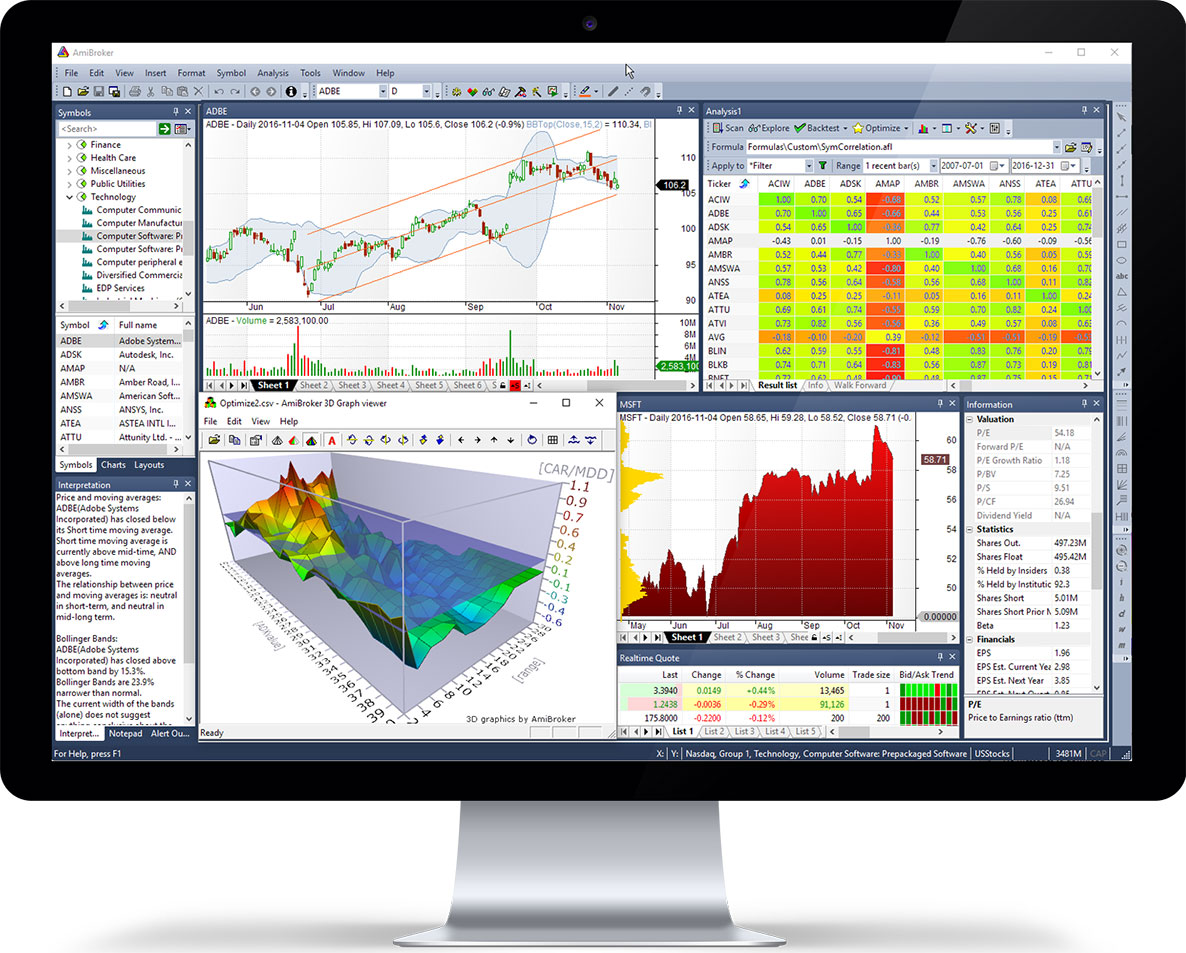 AmiBroker
File Edit View Insert Format Symbol Analysis Tools Window Help
ADBE D
Symbols
<Search>
Finance
Health Care
Miscellaneous
Public Utilities
Technology
Computer Communic
Computer Manufactur
Computer Software: Pr
Computer Software: Pr
Computer peripheral e
Diversified Commercia
EDP Services
Symbol Full name
ADBE Adobe System...
ADSK Autodesk, Inc.
AMAP N/A
AMBR Amber Road, I...
AMSWA American Soft...
ANSS ANSYS, Inc.
ATEA ASTEA INTL I...
ATTU Attunity Ltd. - ...
Symbols Charts Layouts
Interpretation
Price and moving averages:
ADBE(Adobe Systems
Incorporated) has closed below
its Short time moving average.
Short time moving average is
currently above mid-time, AND
above long time moving
averages.
The relationship between price
and moving averages is: neutral
in short-term, and neutral in
mid-long term.
Bollinger Bands:
ADBE(Adobe Systems
Incorporated) has closed above
bottom band by 15.3%.
Bollinger Bands are 23.9%
narrower than normal.
The current width of the bands
(alone) does not suggest
Interpret... Notepad Alert Ou...
ADBE
ADBE - Daily 2016-11-04 Open 105.85, Hi 107.09, Lo 105.6, Close 106.2 (-0.9%) BBTop(Close,15,2) = 110.34, Bl
110
106.2
100
95
90
Jun Jul Aug Sep Oct Nov
ADBE - Volume = 2,583,100.00
10M
8M
6M
4M
2,583,100
Sheet 1 Sheet 2 Sheet 3 Sheet 4 Sheet 5 Sheet 6 S
Analysis1
Scan Explore Backtest Optimize
Formula Formulas\Custom\SymCorrelation.afl
Apply to *Filter Range 1 recent bar(s) 2007-07-01 2016-12-31
Ticker ACIW ADBE ADSK AMAP AMBR AMSWA ANSS ATEA ATTU
ACIW 1.00 0.70 0.54 -0.68 0.52 0.57 0.78 0.08 0.69
ADBE 0.70 1.00 0.65 -0.66 0.44 0.53 0.56 0.25 0.61
ADSK 0.54 0.65 1.00 0.77 0.42 0.64 0.25 0.74
AMAP -0.43 0.01 -0.15 1.00 -0.19 -0.76 -0.60 -0.09 -0.56
AMBR 0.52 0.44 0.77 1.00 0.40 0.56 0.05 0.59
AMSWA 0.57 0.53 0.42 -0.80 0.40 1.00 0.68 0.16 0.70
ANSS 0.78 0.56 0.64 0.56 0.68 1.00 0.11 0.82
ATEA 0.08 0.25 0.25 -0.11 0.05 0.16 0.11 1.00 0.24
ATTU 0.69 0.61 0.74 0.59 0.70 0.82 0.24 1.00
ATVI 0.73 0.82 0.56 0.36 0.49 0.57 0.08 0.63
AVG -0.18 -0.10 -0.20 0.39 -0.12 -0.19
BLIN 0.62 0.59 0.55 -0.81 0.48 0.83 0.76 0.20 0.79
BLKB 0.74 0.56 0.64 -0.83 0.56 0.87 0.83 0.16 0.85
Result list Info Walk Forward
Optimize2.csv - AmiBroker 3D Graph viewer
File Edit View Help
[CAR/MDD]
1.1
0.9
0.7
0.6
0.4
0.2
0.1
-0.1
-0.3
-0.4
-0.6
[range]
3D graphics by AmiBroker
Ready
MSFT
MSFT - Daily 2016-11-04 Open 58.65, Hi 59.28, Lo 58.52, Close 58.71 (-0.
60
58.71
58
56
54
52
50
0.00000
May Jun Jul Aug Sep Oct Nov
Sheet 1 Sheet 2 Sheet 3 Shee
Realtime Quote
Last Change % Change Volume Trade size Bid/Ask Trend
3.3940 0.0149 +0.44% 13,465 1
1.2438 -0.0036 -0.29% 91,126 1
175.8000 -0.2200 -0.12% 200 200
List 1 List 2 List 3 List 4 List 5
Information
Valuation
P/E 54.18
Forward P/E N/A
P/E Growth Ratio 1.18
P/BV 7.25
P/S 9.51
P/CF 26.94
Dividend Yield N/A
Statistics
Shares Out. 497.23M
Shares Float 495.42M
% Held by Insiders 0.38
% Held by Institutic 92.3
Shares Short 5.01M
Shares Short Prior M 5.09M
Beta 1.23
Financials
EPS 1.96
EPS Est. Current Yea 2.98
EPS Est. Next Year 3.85
P/E
Price to Earnings ratio (ttm)
abc
For Help, press F1
X: Y: Nasdaq, Group 1, Technology, Computer Software: Prepackaged Software USStocks 3481M CAP